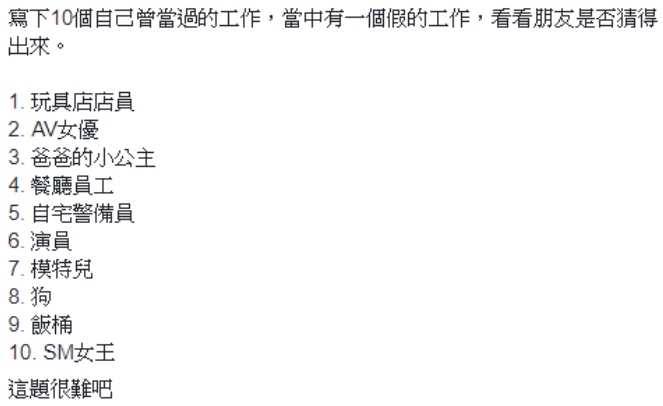 寫下10個自己曾當過的工作，當中有一個假的工作，看看朋友是否猜得
出來。
1. 玩具店店員
2. AV女優
3. 爸爸的小公主
4. 餐廳員工
5. 自宅警備員
6. 演員
7. 模特兒
8. 狗
9. 飯桶
10. SM女王
這題很難吧